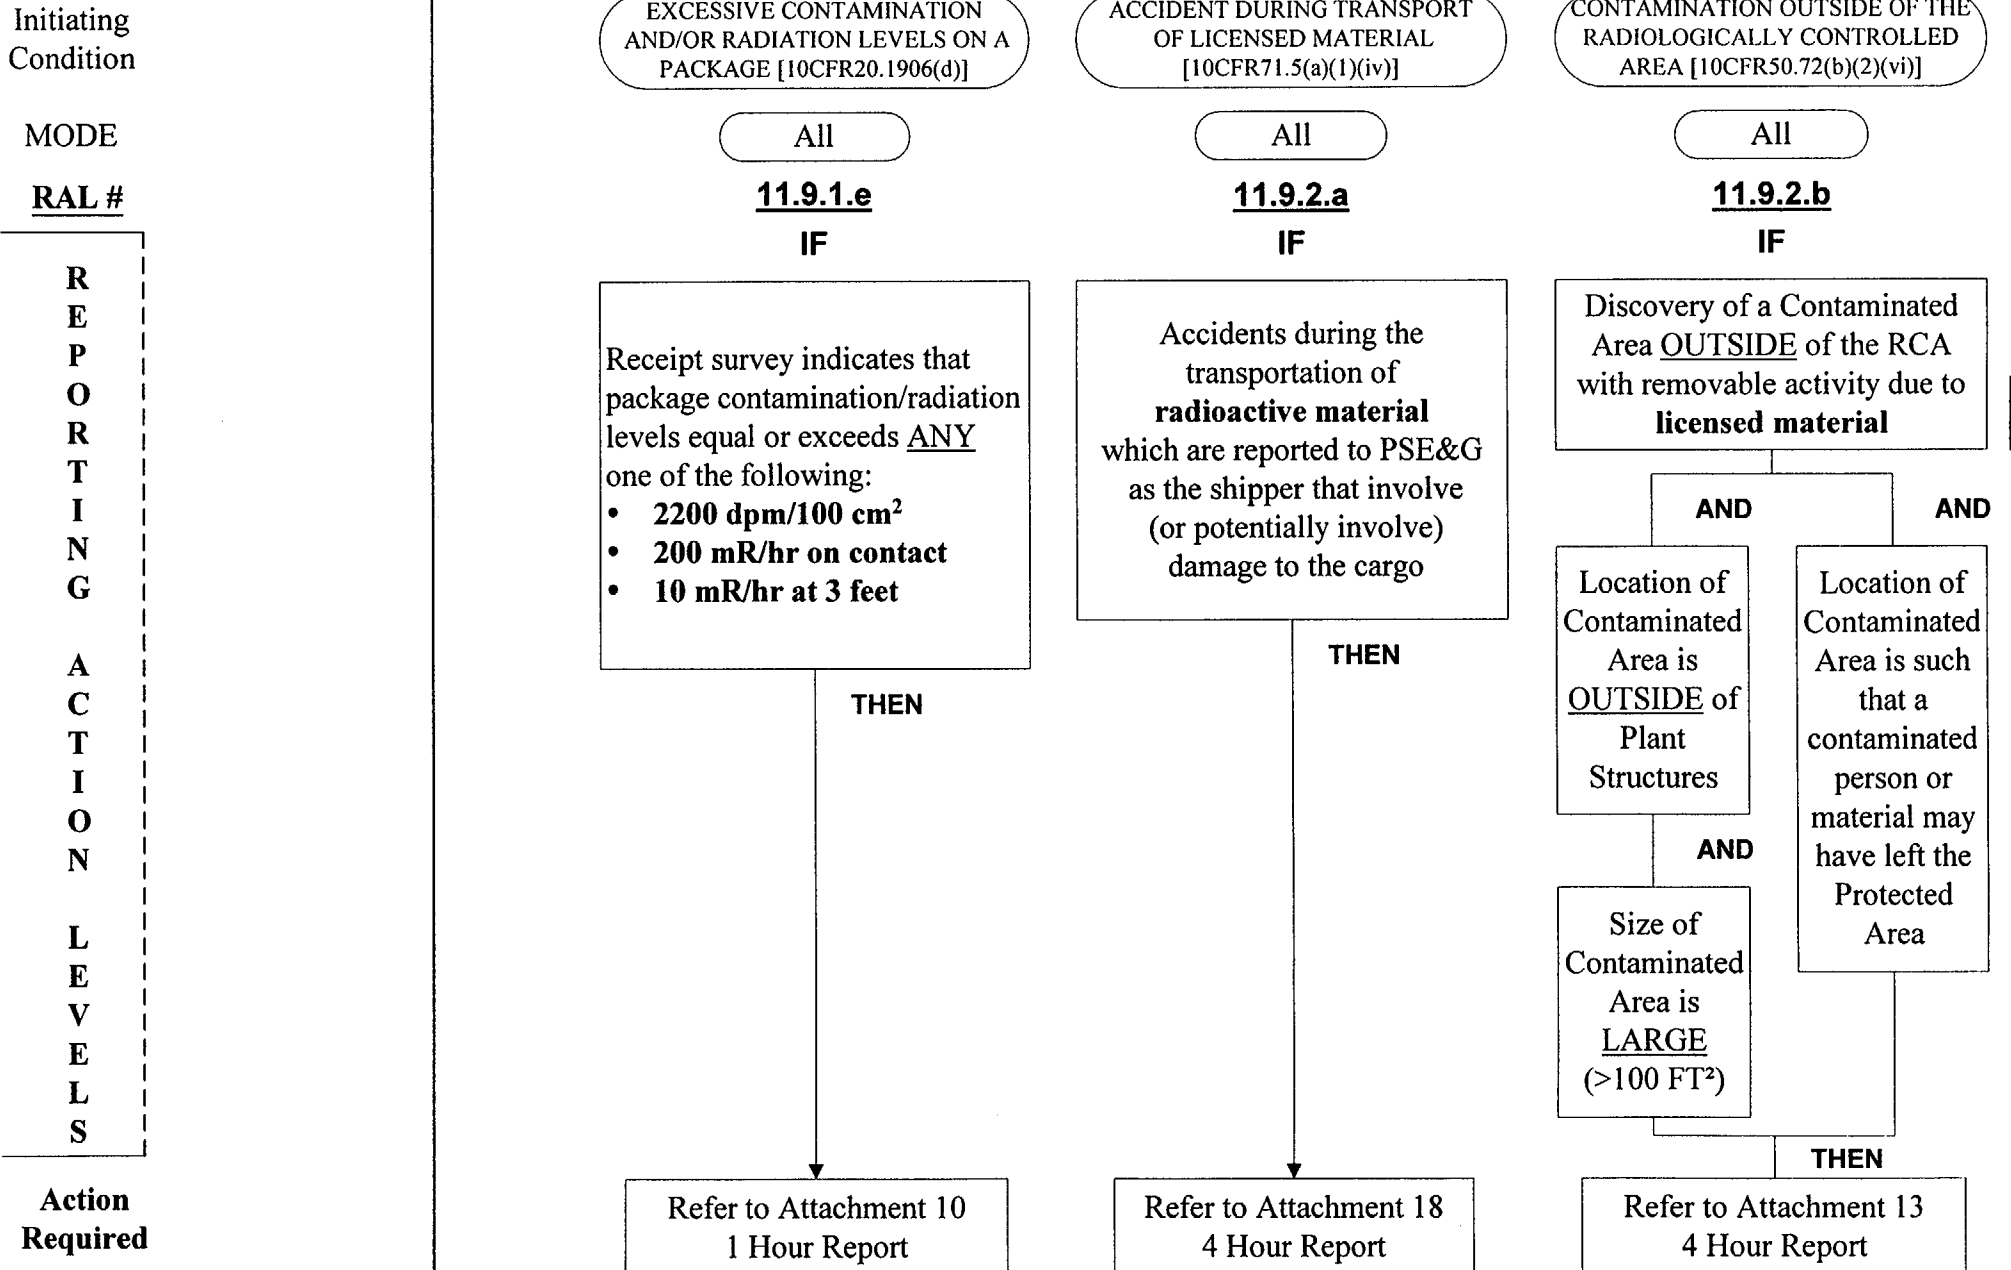 Initiating
Condition
MODE
RAL #
R
E
P
O
R
T
I
N
G
A
C
T
I
O
N
L
E
V
E
L
S
Action
Required
EXCESSIVE CONTAMINATION
AND/OR RADIATION LEVELS ON A
PACKAGE [10CFR20.1906(d)]
All
11.9.1.e
IF
Receipt survey indicates that
package contamination/radiation
levels equal or exceeds ANY
one of the following:
• 2200 dpm/100 cm²
• 200 mR/hr on contact
• 10 mR/hr at 3 feet
THEN
Refer to Attachment 10
1 Hour Report
ACCIDENT DURING TRANSPORT
OF LICENSED MATERIAL
[10CFR71.5(a)(1)(iv)]
All
11.9.2.a
IF
Accidents during the
transportation of
radioactive material
which are reported to PSE&G
as the shipper that involve
(or potentially involve)
damage to the cargo
THEN
Refer to Attachment 18
4 Hour Report
CONTAMINATION OUTSIDE OF THE
RADIOLOGICALLY CONTROLLED
AREA [10CFR50.72(b)(2)(vi)]
All
11.9.2.b
IF
Discovery of a Contaminated
Area OUTSIDE of the RCA
with removable activity due to
licensed material
AND
Location of
Contaminated
Area is
OUTSIDE of
Plant
Structures
AND
Size of
Contaminated
Area is
LARGE
(>100 FT²)
AND
Location of
Contaminated
Area is such
that a
contaminated
person or
material may
have left the
Protected
Area
THEN
Refer to Attachment 13
4 Hour Report